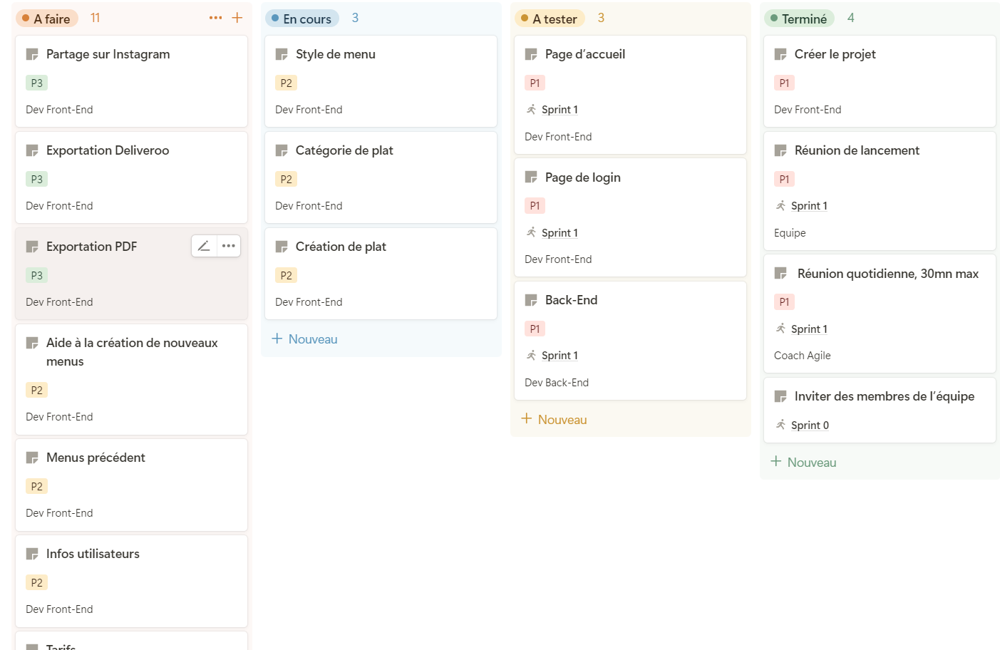 A faire 11
Partage sur Instagram
P3
Dev Front-End
Exportation Deliveroo
P3
Dev Front-End
Exportation PDF
P3
Dev Front-End
Aide à la création de nouveaux
menus
P2
Dev Front-End
Menus précédent
P2
Dev Front-End
Infos utilisateurs
P2
Dev Front-End
Tarifs
En cours 3
Style de menu
P2
Dev Front-End
Catégorie de plat
P2
Dev Front-End
Création de plat
P2
Dev Front-End
+ Nouveau
A tester 3
Page d’accueil
P1
Sprint 1
Dev Front-End
Page de login
P1
Sprint 1
Dev Front-End
Back-End
P1
Sprint 1
Dev Back-End
+ Nouveau
Terminé 4
Créer le projet
P1
Dev Front-End
Réunion de lancement
P1
Sprint 1
Equipe
Réunion quotidienne, 30mn max
P1
Sprint 1
Coach Agile
Inviter des membres de l’équipe
Sprint 0
+ Nouveau